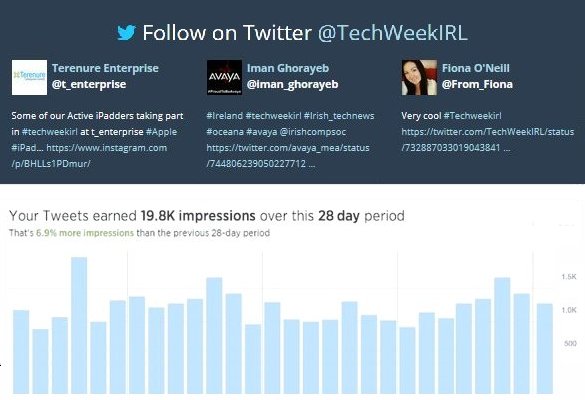 Follow on Twitter @TechWeekIRL
Terenure Enterprise
@t_enterprise
Some of our Active iPadders taking part
in #techweekirl at t_enterprise #Apple
#iPad... https://www.instagram.com
/p/BHLLs1PDmur/
AVAYA
Iman Ghorayeb
@iman_ghorayeb
#Ireland #techweekirl #Irish_technews
#oceana #avaya @irishcompsoc
https://twitter.com/avaya_mea/status
/744806239050227712 ...
Fiona O'Neill
@From_Fiona
Very cool #Techweekirl
https://twitter.com/TechWeekIRL/status
/732887033019043841 ...
Your Tweets earned 19.8K impressions over this 28 day period
That's 6.9% more impressions than the previous 28-day period
1.5K
1.0K
500